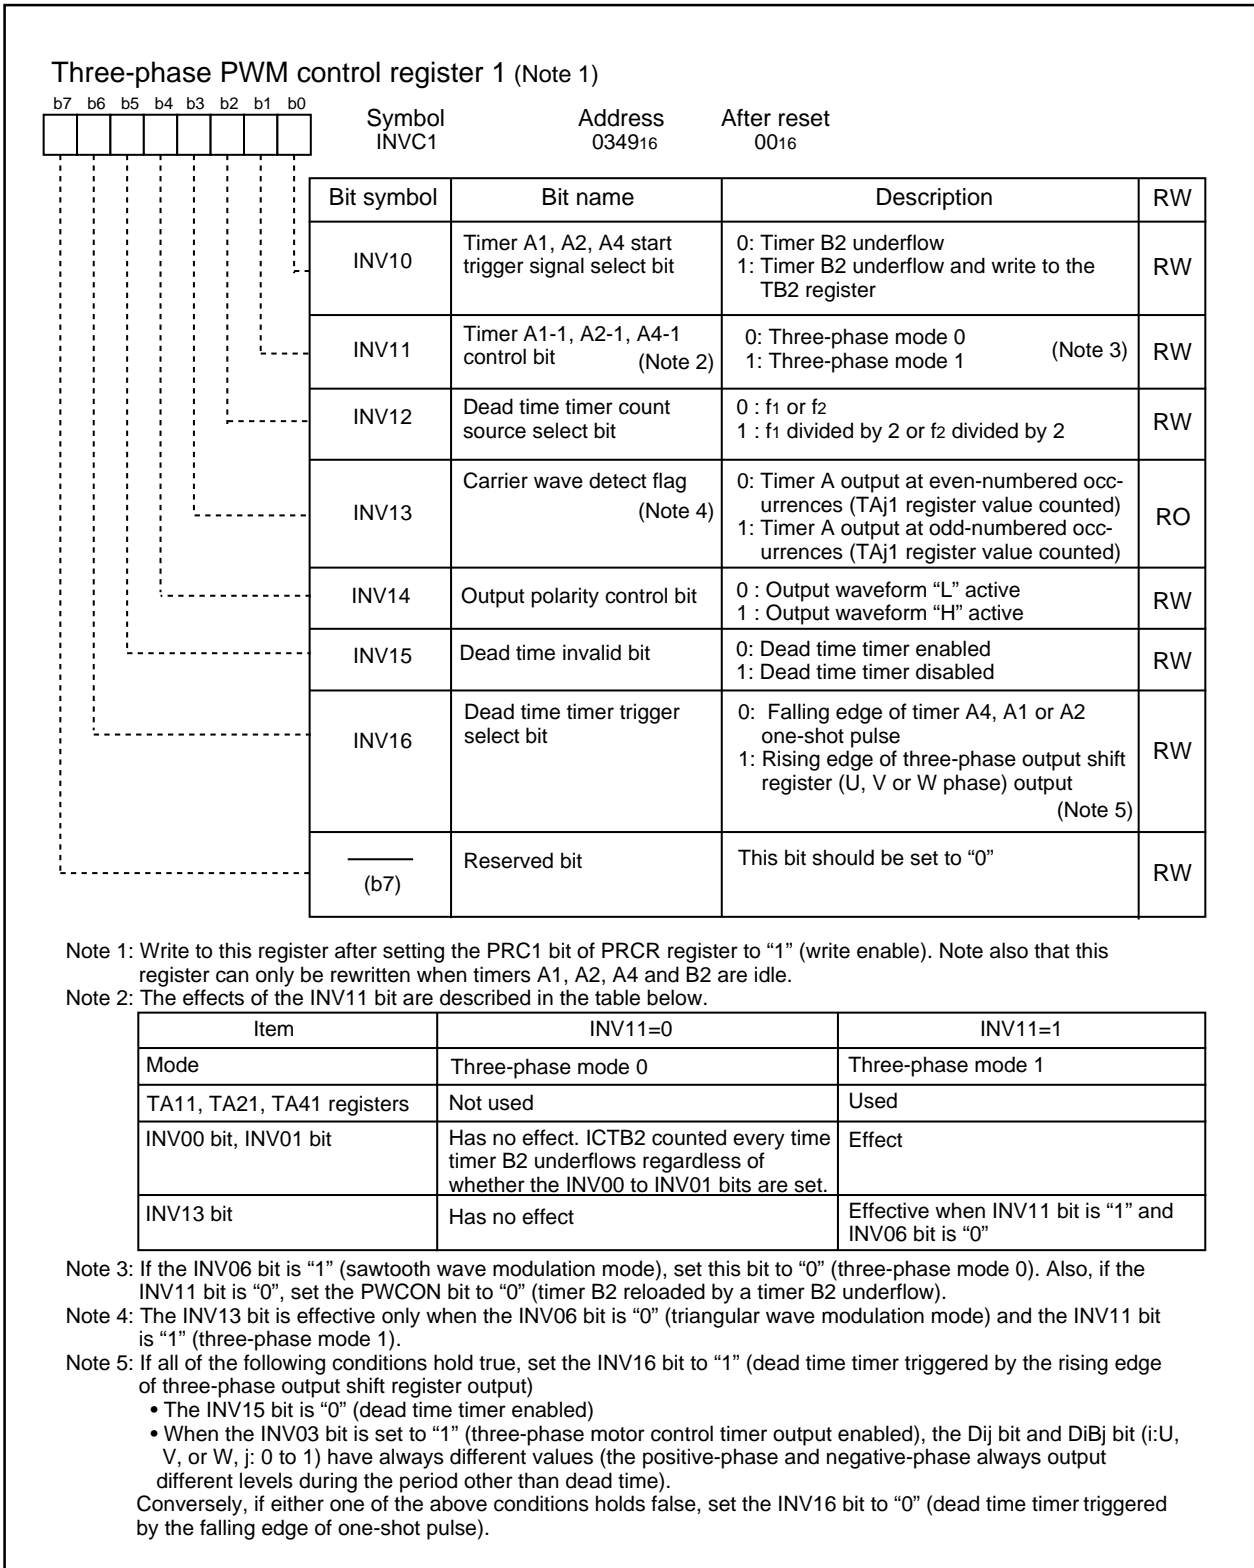 Three-phase PWM control register 1 (Note 1)
b7 b6 b5 b4 b3 b2 b1 b0
Symbol Address After reset
INVC1 034916 0016
Bit symbol Bit name Description RW
INV10 Timer A1, A2, A4 start trigger signal select bit
0: Timer B2 underflow
1: Timer B2 underflow and write to the
TB2 register
RW
INV11 Timer A1-1, A2-1, A4-1
control bit (Note 2)
0: Three-phase mode 0
1: Three-phase mode 1
(Note 3)
RW
INV12
Dead time timer count
source select bit
0 : f1 or f2
1 : f1 divided by 2 or f2 divided by 2
RW
INV13
Carrier wave detect flag
(Note 4)
0: Timer A output at even-numbered occ-
urrences (TAj1 register value counted)
1: Timer A output at odd-numbered occ-
urrences (TAj1 register value counted)
RO
INV14
Output polarity control bit
0 : Output waveform “L” active
1 : Output waveform “H” active
RW
INV15
Dead time invalid bit
0: Dead time timer enabled
1: Dead time timer disabled
RW
INV16
Dead time timer trigger
select bit
0: Falling edge of timer A4, A1 or A2
one-shot pulse
1: Rising edge of three-phase output shift
register (U, V or W phase) output
(Note 5)
RW
(b7)
Reserved bit
This bit should be set to “0”
RW
Note 1: Write to this register after setting the PRC1 bit of PRCR register to “1” (write enable). Note also that this
register can only be rewritten when timers A1, A2, A4 and B2 are idle.
Note 2: The effects of the INV11 bit are described in the table below.
Item INV11=0 INV11=1
Mode Three-phase mode 0 Three-phase mode 1
TA11, TA21, TA41 registers Not used Used
INV00 bit, INV01 bit
Has no effect. ICTB2 counted every time
timer B2 underflows regardless of
whether the INV00 to INV01 bits are set.
Effect
INV13 bit
Has no effect
Effective when INV11 bit is “1” and
INV06 bit is “0”
Note 3: If the INV06 bit is “1” (sawtooth wave modulation mode), set this bit to “0” (three-phase mode 0). Also, if the
INV11 bit is “0”, set the PWCON bit to “0” (timer B2 reloaded by a timer B2 underflow).
Note 4: The INV13 bit is effective only when the INV06 bit is “0” (triangular wave modulation mode) and the INV11 bit
is “1” (three-phase mode 1).
Note 5: If all of the following conditions hold true, set the INV16 bit to “1” (dead time timer triggered by the rising edge
of three-phase output shift register output)
• The INV15 bit is “0” (dead time timer enabled)
• When the INV03 bit is set to “1” (three-phase motor control timer output enabled), the Dij bit and DiBj bit (i:U,
V, or W, j: 0 to 1) have always different values (the positive-phase and negative-phase always output
different levels during the period other than dead time).
Conversely, if either one of the above conditions holds false, set the INV16 bit to “0” (dead time timer triggered
by the falling edge of one-shot pulse).